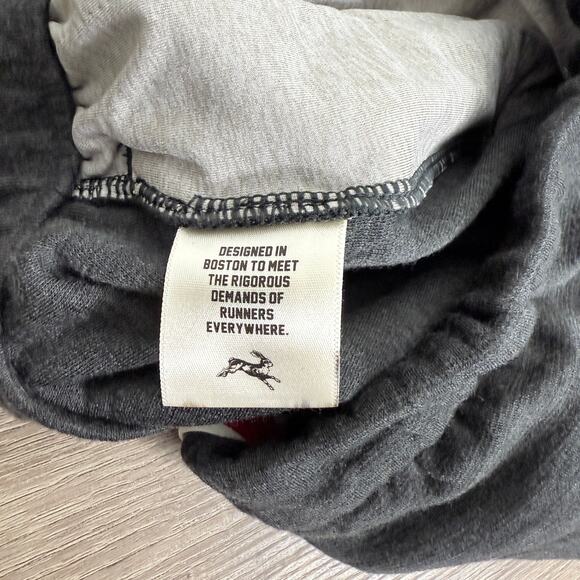 DESIGNED IN
BOSTON TO MEET
THE RIGOROUS
DEMANDS OF
RUNNERS
EVERYWHERE.